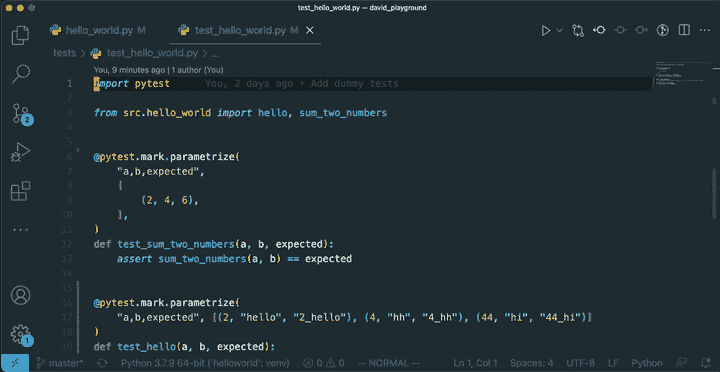 test_hello_world.py — david_playground
hello_world.py M
test_hello_world.py M
tests > test_hello_world.py > ...
You, 9 minutes ago | 1 author (You)
1 import pytest You, 2 days ago • Add dummy tests
2
3 from src.hello_world import hello, sum_two_numbers
4
5
6 @pytest.mark.parametrize(
7 "a,b,expected",
8 [
9 (2, 4, 6),
10 ],
11 )
12 def test_sum_two_numbers(a, b, expected):
13 assert sum_two_numbers(a, b) == expected
14
15
16 @pytest.mark.parametrize(
17 "a,b,expected", [(2, "hello", "2_hello"), (4, "hh", "4_hh"), (44, "hi", "44_hi")]
18 )
19 def test_hello(a, b, expected):
2
1
master* Python 3.7.9 64-bit ('helloworld': venv) 0 0 -- NORMAL -- Ln 1, Col 1 Spaces: 4 UTF-8 LF Python